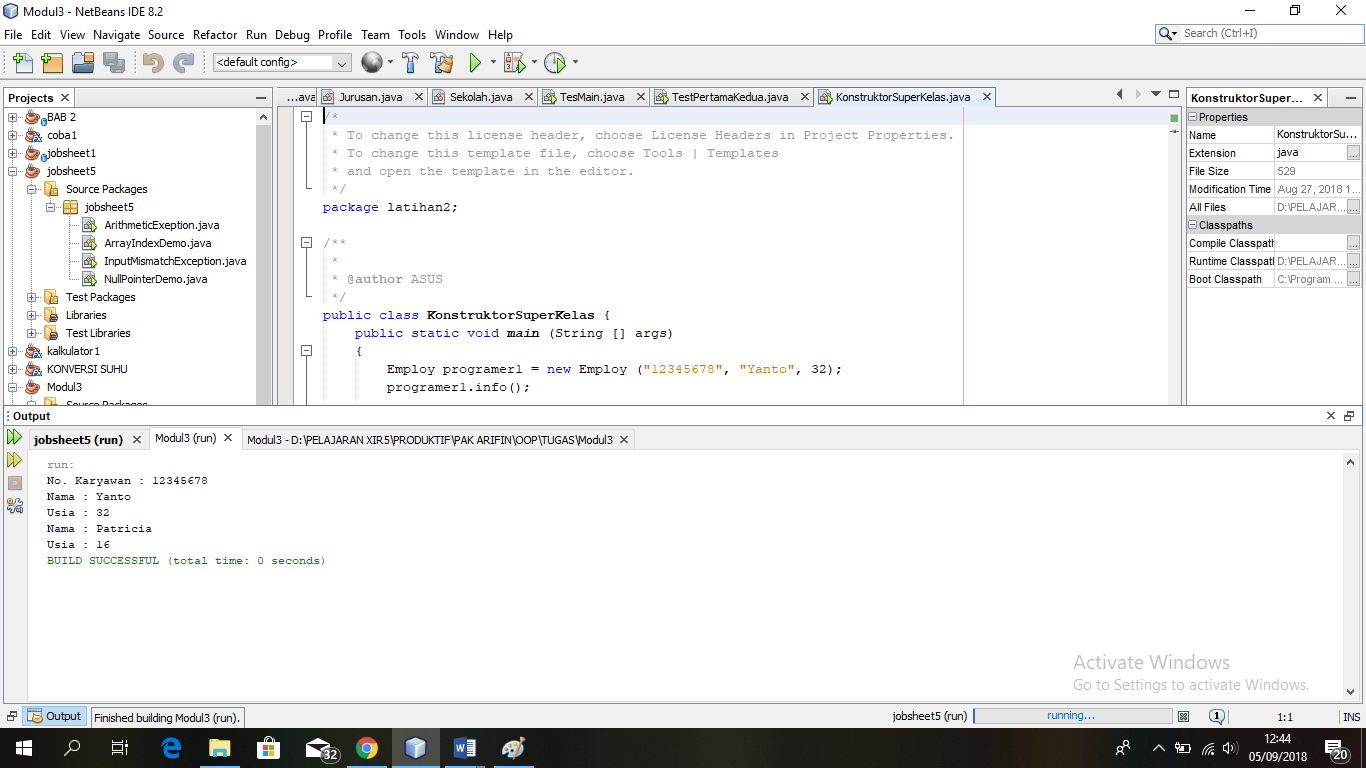 Modul3 - NetBeans IDE 8.2
File Edit View Navigate Source Refactor Run Debug Profile Team Tools Window Help
Search (Ctrl+I)
<default config>
Projects
BAB 2
coba1
jobsheet1
jobsheet5
Source Packages
jobsheet5
ArithmeticExeption.java
ArrayIndexDemo.java
InputMismatchException.java
NullPointerDemo.java
Test Packages
Libraries
Test Libraries
kalkulator1
KONVERSI SUHU
Modul3
Source Packages
...ava Jurusan.java Sekolah.java TesMain.java TestPertamaKedua.java KonstruktorSuperKelas.java
/*
* To change this license header, choose License Headers in Project Properties.
* To change this template file, choose Tools | Templates
* and open the template in the editor.
*/
package latihan2;
/**
*
* @author ASUS
*/
public class KonstruktorSuperKelas {
public static void main (String [] args)
{
Employ programer1 = new Employ ("12345678", "Yanto", 32);
programer1.info();
KonstruktorSuper...
Properties
Name KonstruktorSu...
Extension java ...
File Size 529
Modification Time Aug 27, 2018 1...
All Files D:\PELAJAR... ...
Classpaths
Compile Classpath ...
Runtime Classpat D:\PELAJAR... ...
Boot Classpath C:\Program ... ...
Output
jobsheet5 (run) Modul3 (run) Modul3 - D:\PELAJARAN XIR5\PRODUKTIF\PAK ARIFIN\OOP\TUGAS\Modul3
run:
No. Karyawan : 12345678
Nama : Yanto
Usia : 32
Nama : Patricia
Usia : 16
BUILD SUCCESSFUL (total time: 0 seconds)
Activate Windows
Go to Settings to activate Windows.
Output Finished building Modul3 (run). jobsheet5 (run) running... 1 1:1 INS
32
12:44
05/09/2018
20